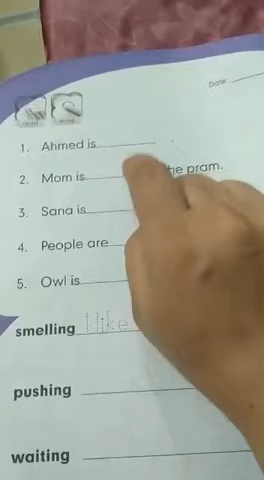 Date:
1. Ahmed is
2. Mom is he pram.
3. Sana is
4. People are
5. Owl is
smelling I like
pushing
waiting